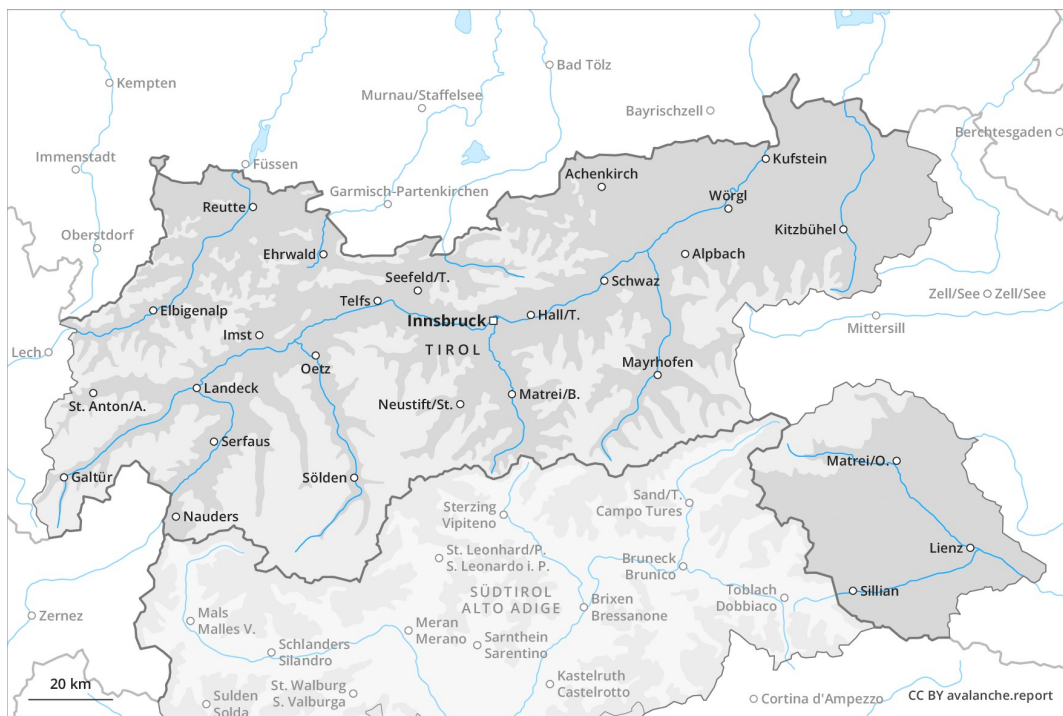 Bad Tölz
Kempten
Murnau/Staffelsee
Bayrischzell
Berchtesgaden
Immenstadt
Füssen
Kufstein
Achenkirch
Garmisch-Partenkirchen
Wörgl
Reutte
Kitzbühel
Oberstdorf
Ehrwald
Alpbach
Seefeld/T.
Schwaz
Zell/See
Zell/See
Telfs
Elbigenalp
Innsbruck
Hall/T.
Mittersill
Imst
TIROL
Lech
Oetz
Mayrhofen
Landeck
St. Anton/A.
Neustift/St.
Matrei/B.
Serfaus
Matrei/O.
Galtür
Sölden
Sand/T.
Campo Tures
Sterzing
Vipiteno
Nauders
Lienz
St. Leonhard/P.
S. Leonardo i. P.
Bruneck
Brunico
SÜDTIROL
ALTO ADIGE
Toblach
Dobbiaco
Sillian
Brixen
Bressanone
Zernez
Mals
Malles V.
Meran
Merano
Sarnthein
Sarentino
Schlanders
Silandro
Kastelruth
Castelrotto
20 km
St. Walburg
S. Valburga
Sulden
Solda
Cortina d'Ampezzo
CC BY avalanche.report